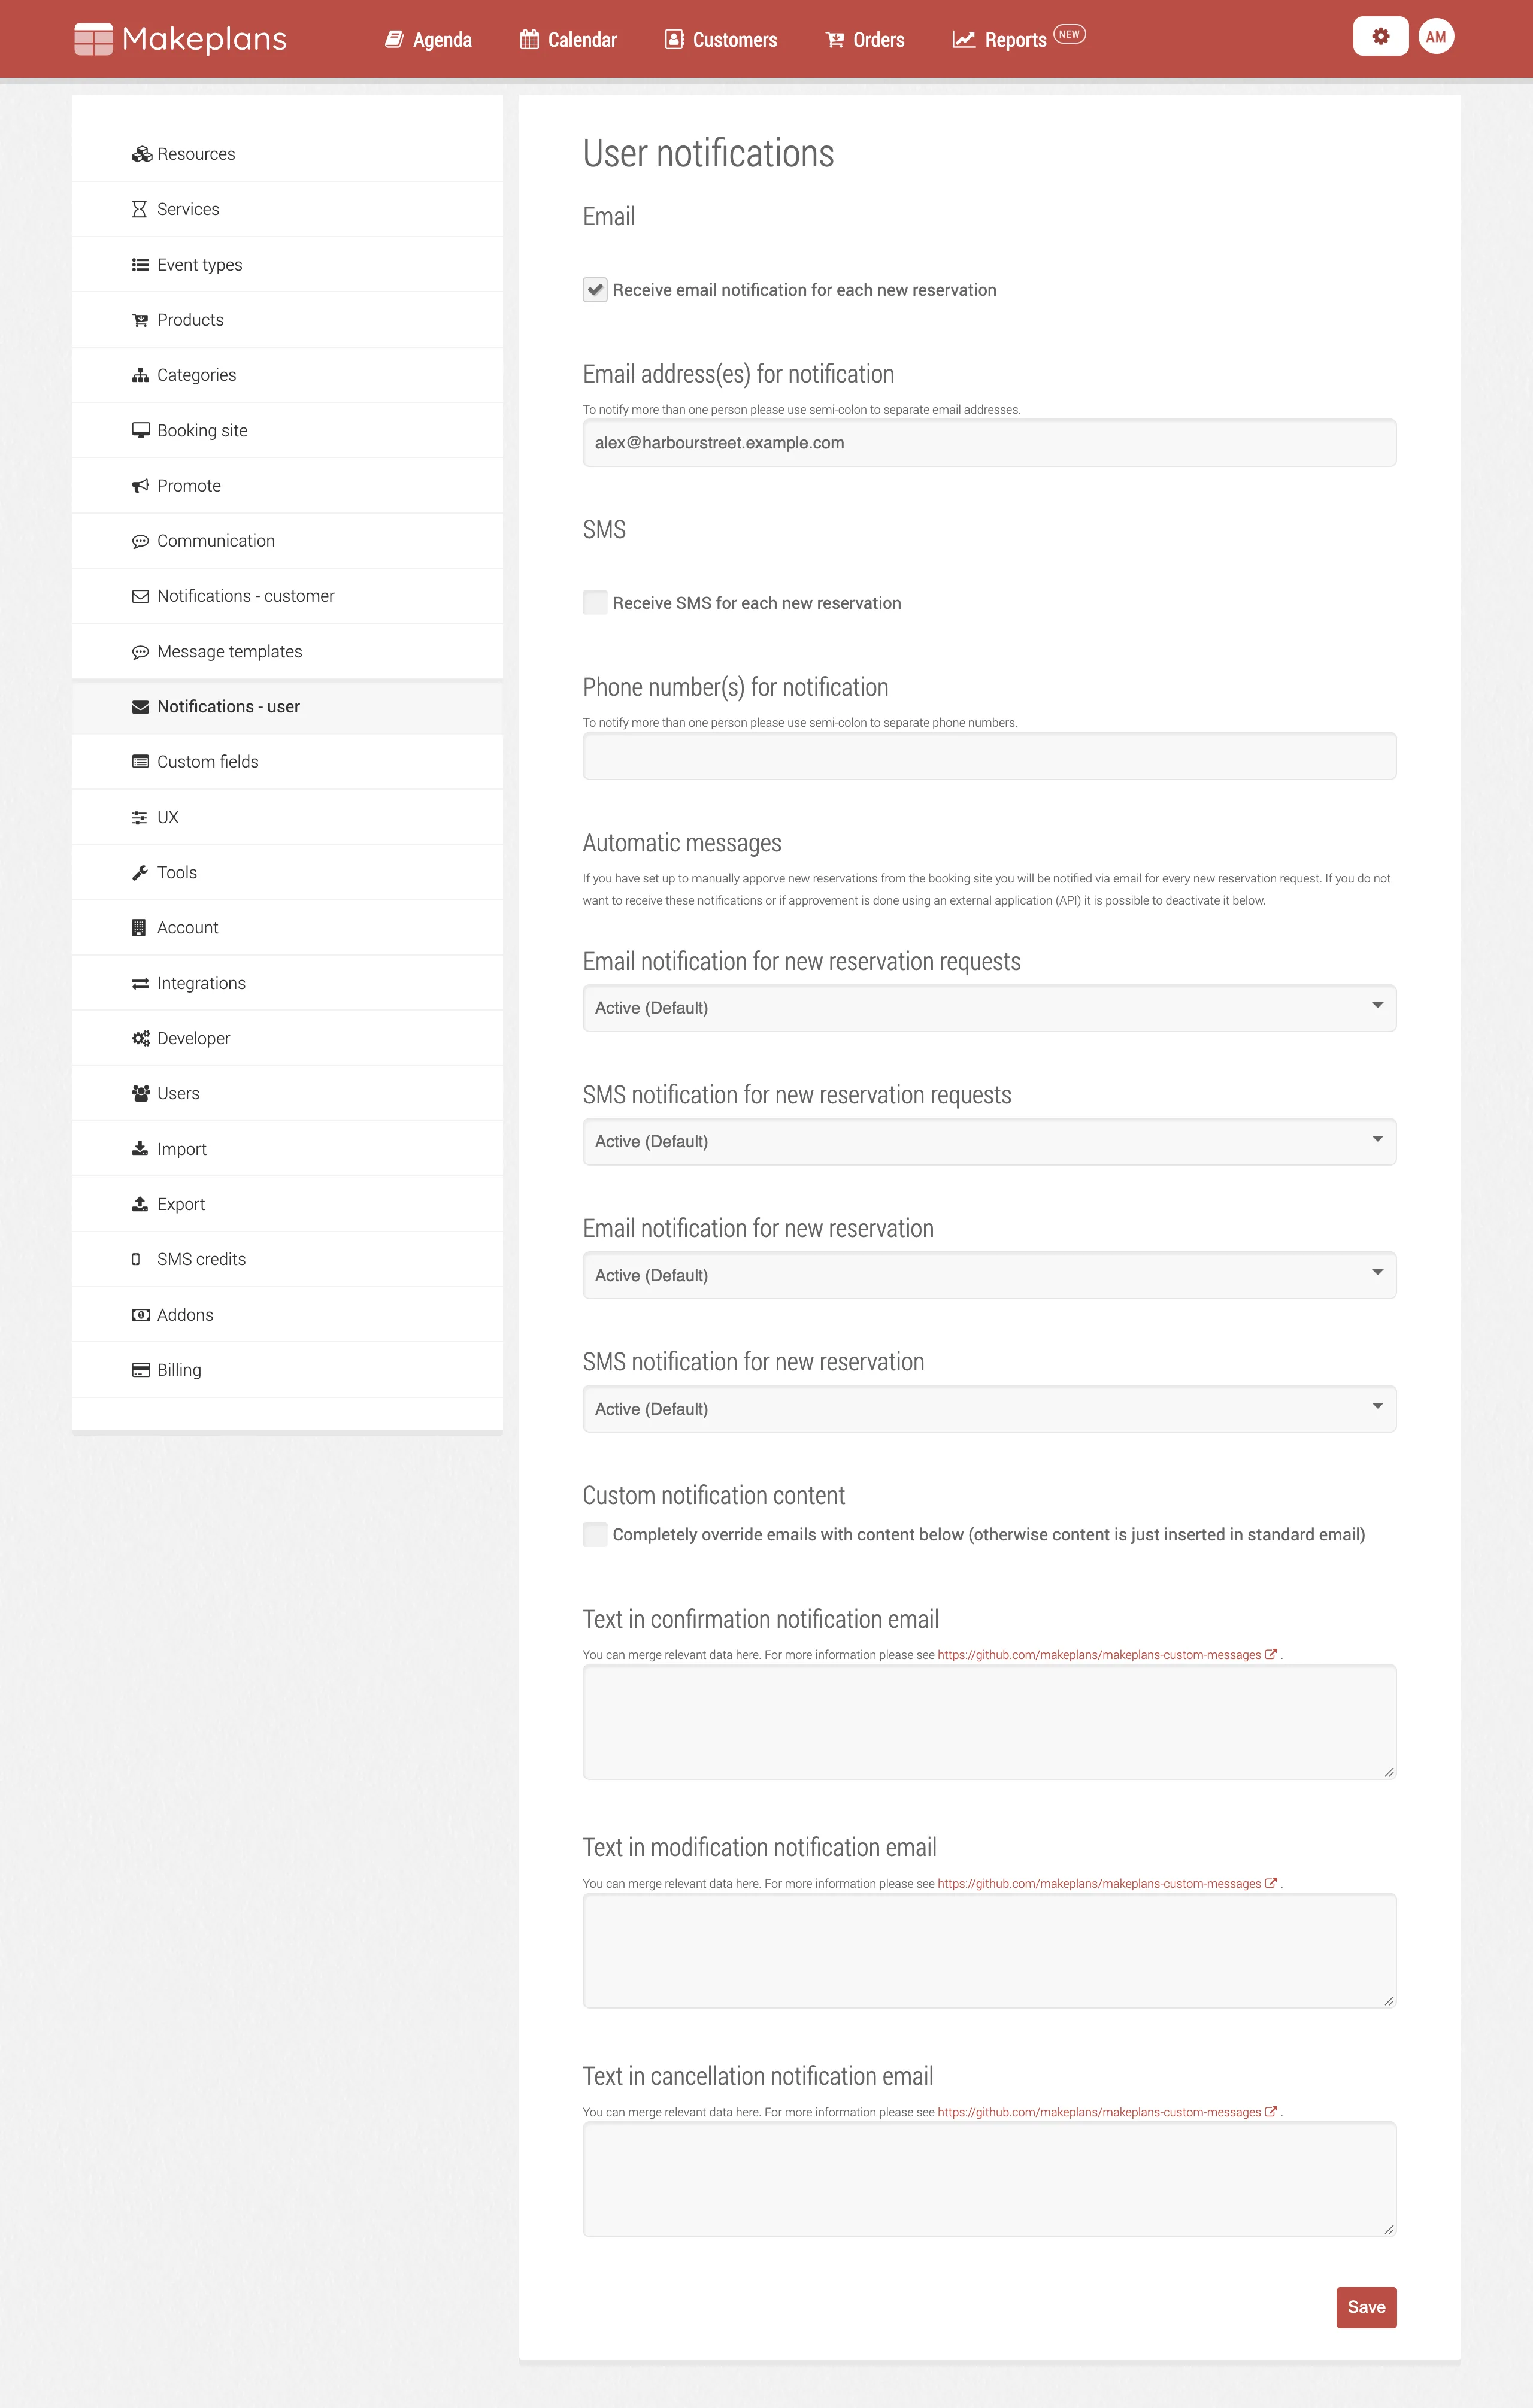 Makeplans
Agenda
Calendar
Customers
Orders
Reports NEW
AM
Resources
Services
Event types
Products
Categories
Booking site
Promote
Communication
Notifications - customer
Message templates
Notifications - user
Custom fields
UX
Tools
Account
Integrations
Developer
Users
Import
Export
SMS credits
Addons
Billing
User notifications
Email
Receive email notification for each new reservation
Email address(es) for notification
To notify more than one person please use semi-colon to separate email addresses.
alex@harbourstreet.example.com
SMS
Receive SMS for each new reservation
Phone number(s) for notification
To notify more than one person please use semi-colon to separate phone numbers.
Automatic messages
If you have set up to manually apporve new reservations from the booking site you will be notified via email for every new reservation request. If you do not
want to receive these notifications or if approvement is done using an external application (API) it is possible to deactivate it below.
Email notification for new reservation requests
Active (Default)
SMS notification for new reservation requests
Active (Default)
Email notification for new reservation
Active (Default)
SMS notification for new reservation
Active (Default)
Custom notification content
Completely override emails with content below (otherwise content is just inserted in standard email)
Text in confirmation notification email
You can merge relevant data here. For more information please see https://github.com/makeplans/makeplans-custom-messages .
Text in modification notification email
You can merge relevant data here. For more information please see https://github.com/makeplans/makeplans-custom-messages .
Text in cancellation notification email
You can merge relevant data here. For more information please see https://github.com/makeplans/makeplans-custom-messages .
Save